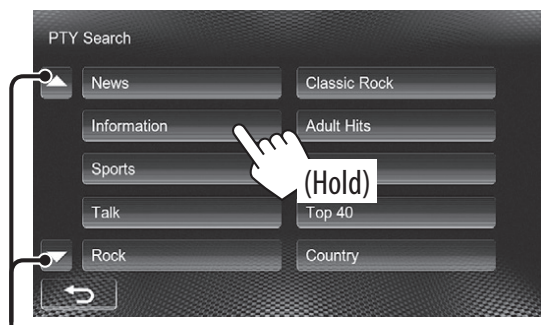 PTY Search
News
Classic Rock
Information
Adult Hits
Sports
(Hold)
Talk
Top 40
Rock
Country